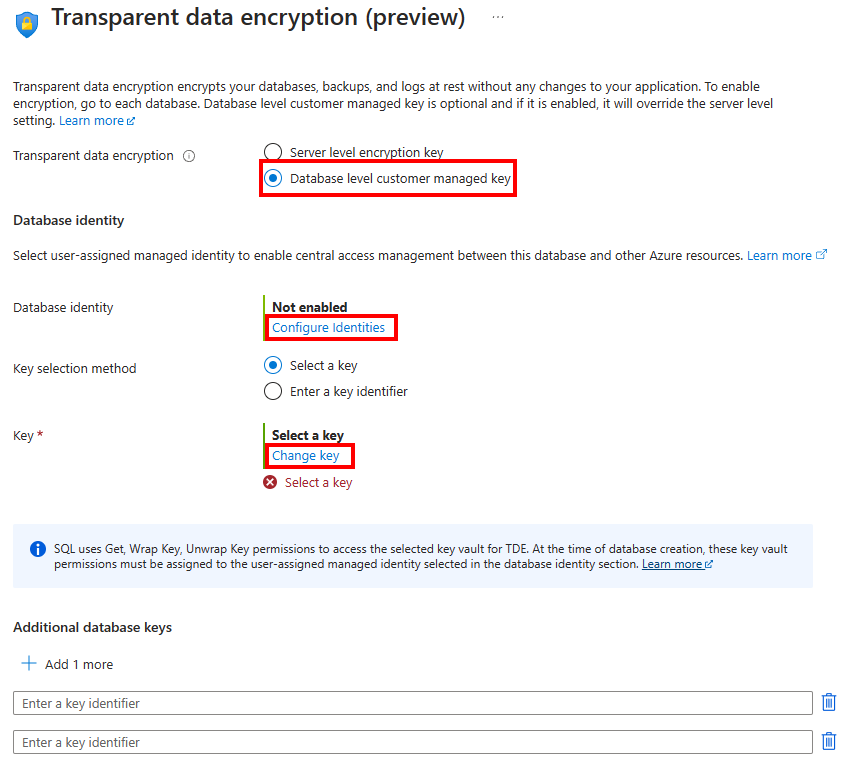 Transparent data encryption (preview) ...
Transparent data encryption encrypts your databases, backups, and logs at rest without any changes to your application. To enable
encryption, go to each database. Database level customer managed key is optional and if it is enabled, it will override the server level
setting. Learn more
Transparent data encryption
Server level encryption key
Database level customer managed key
Database identity
Select user-assigned managed identity to enable central access management between this database and other Azure resources. Learn more
Database identity
Not enabled
Configure Identities
Key selection method
Select a key
Enter a key identifier
Key *
Select a key
Change key
Select a key
SQL uses Get, Wrap Key, Unwrap Key permissions to access the selected key vault for TDE. At the time of database creation, these key vault
permissions must be assigned to the user-assigned managed identity selected in the database identity section. Learn more
Additional database keys
Add 1 more
Enter a key identifier
Enter a key identifier